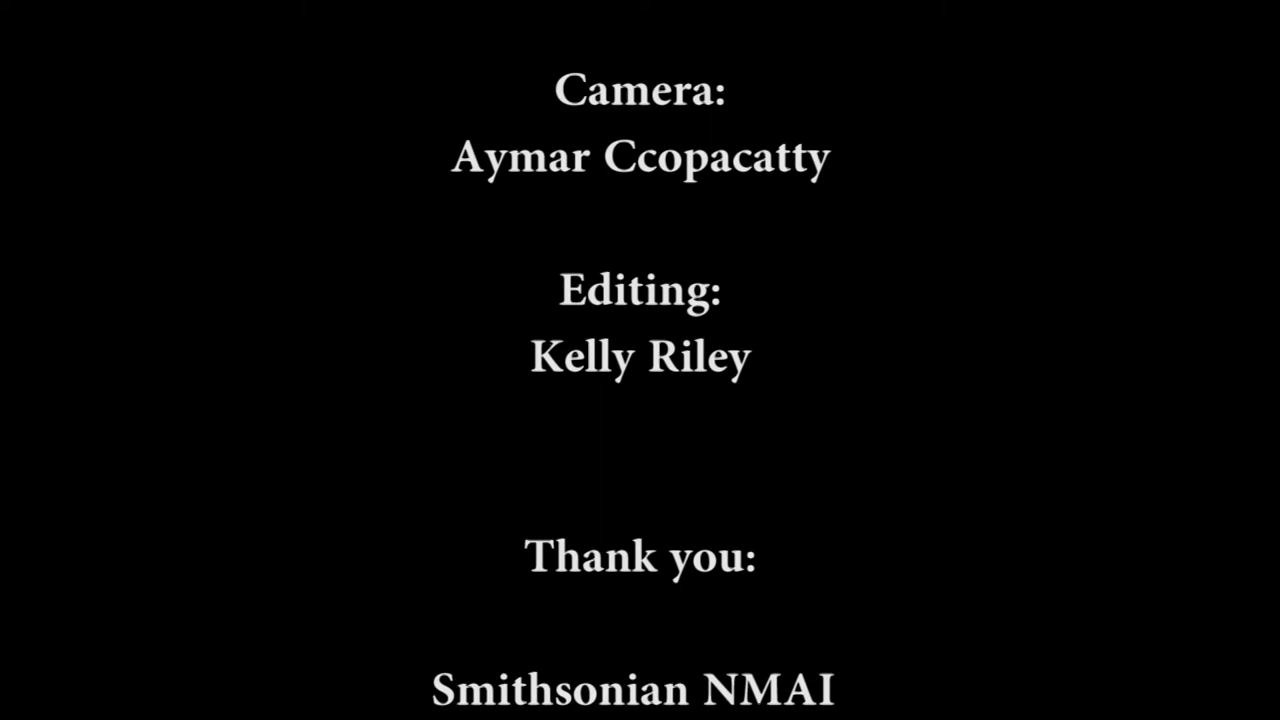 Camera:
Aymar Ccopacatty
Editing:
Kelly Riley
Thank you:
Smithsonian NMAI